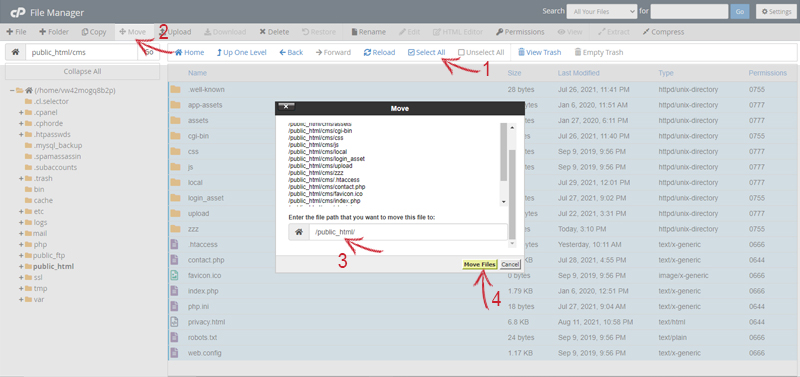 cP File Manager
Search All Your Files for Go Settings
+ File + Folder Copy Move Upload Download Delete Restore Rename Edit HTML Editor Permissions View Extract Compress
2
public_html/cms Go
Home Up One Level Back Forward Reload Select All Unselect All View Trash Empty Trash
1
Collapse All
(/home/vw42mogq8b2p)
.cl.selector
.cpanel
.cphorde
.htpasswds
.mysql_backup
.spamassassin
.subaccounts
.trash
bin
cache
etc
logs
mail
php
public_ftp
public_html
ssl
tmp
var
Name Size Last Modified Type Permissions
.well-known 28 bytes Jul 26, 2021, 11:41 PM httpd/unix-directory 0755
app-assets Jan 6, 2020, 11:51 AM httpd/unix-directory 0755
assets Jan 27, 2020, 6:11 PM httpd/unix-directory 0755
cgi-bin Jul 26, 2021, 11:40 PM httpd/unix-directory 0755
css Sep 9, 2019, 9:56 PM httpd/unix-directory 0755
js Sep 9, 2019, 9:56 PM httpd/unix-directory 0755
local Jul 29, 2021, 12:01 PM httpd/unix-directory 0755
login_asset Jul 27, 2021, 9:02 PM httpd/unix-directory 0755
upload Jul 27, 2021, 3:31 PM httpd/unix-directory 0755
zzz Today, 3:10 PM httpd/unix-directory 0755
.htaccess Yesterday, 10:11 AM text/x-generic 0644
contact.php Jul 28, 2021, 4:55 PM text/x-generic 0644
favicon.ico 0 bytes Sep 9, 2019, 9:56 PM image/x-generic 0666
index.php 1.79 KB Jan 6, 2020, 12:51 PM text/x-generic 0666
php.ini 18 bytes Jul 27, 2021, 9:04 AM text/x-generic 0644
privacy.html 6.8 KB Aug 11, 2021, 10:58 PM text/html 0644
robots.txt 24 bytes Sep 9, 2019, 9:56 PM text/plain 0666
web.config 1.17 KB Sep 9, 2019, 9:56 PM text/x-generic 0666
Move
/public_html/cms/assets
/public_html/cms/cgi-bin
/public_html/cms/css
/public_html/cms/js
/public_html/cms/local
/public_html/cms/login_asset
/public_html/cms/upload
/public_html/cms/zzz
/public_html/cms/.htaccess
/public_html/cms/contact.php
/public_html/cms/favicon.ico
/public_html/cms/index.php
Enter the file path that you want to move this file to:
/public_html/
3
Move Files Cancel
4